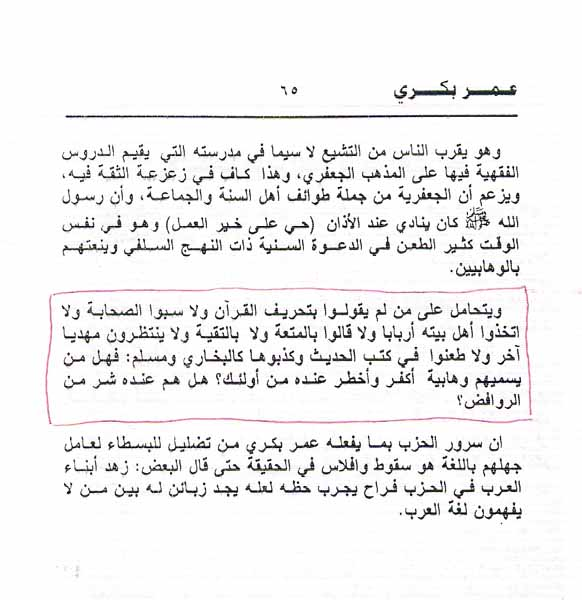 عمر بكري ٦٥
وهو يقرب الناس من التشيع لا سيما في مدرسته التي يقيم الدروس
الفقهية فيها على المذهب الجعفري، وهذا كاف في زعزعة الثقة فيه،
ويزعم أن الجعفرية من جملة طوائف أهل السنة والجماعة، وأن رسول
الله ﷺ كان ينادي عند الأذان (حي على خير العمل) وهو في نفس
الوقت كثير الطعن في الدعوة السنية ذات النهج السلفي وينعتهم
بالوهابيين.
ويتحامل على من لم يقولوا بتحريف القرآن ولا سبوا الصحابة ولا
اتخذوا أهل بيته أربابا ولا قالوا بالمتعة ولا بالتقية ولا ينتظرون مهديا
آخر ولا طعنوا في كتب الحديث وكذبوها كالبخاري ومسلم: فهل من
يسميهم وهابية أكفر وأخطر عنده من أولئك؟ هل هم عنده شر من
الروافض؟
ان سرور الحزب بما يفعله عمر بكري من تضليل للبسطاء لعامل
جهلهم باللغة هو سقوط وافلاس في الحقيقة حتى قال البعض: زهد أبناء
العرب في الحزب فراح يجرب حظه لعله يجد زبائن له بين من لا
يفهمون لغة العرب.